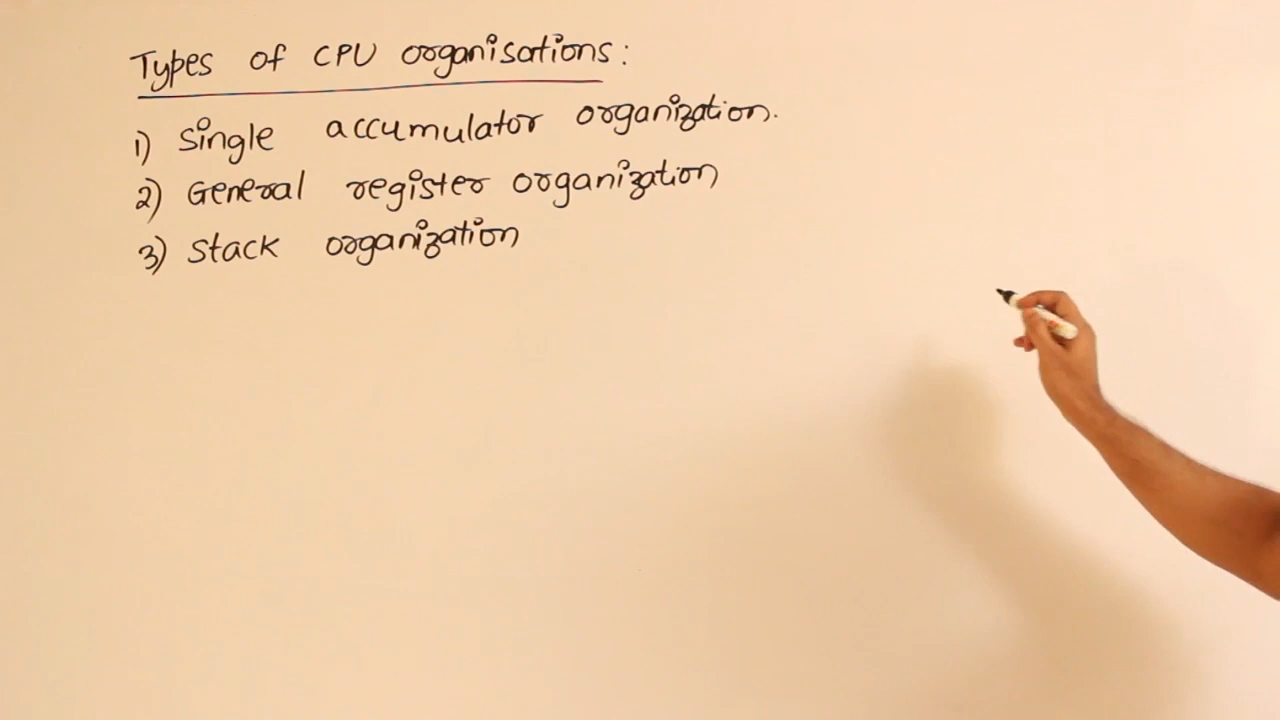 Types of CPU organisations:
1) Single accumulator organization.
2) General register organization
3) Stack organization